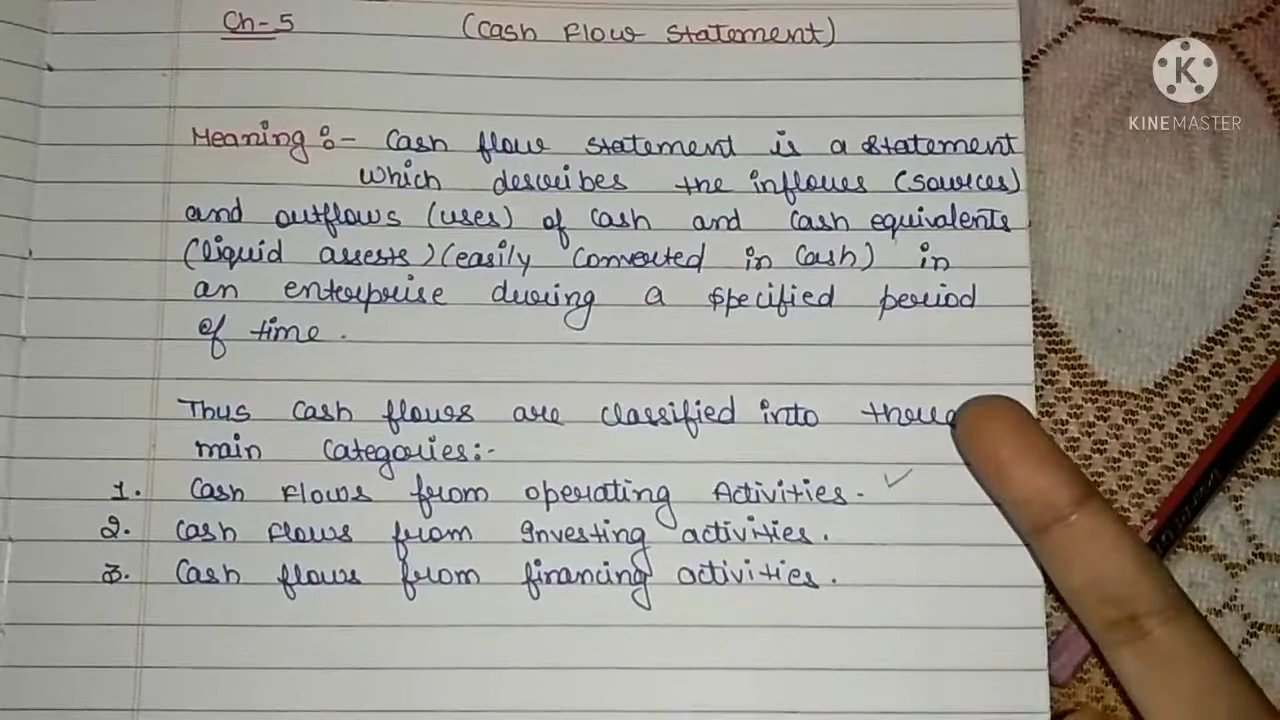 Ch-5 (Cash Flow Statement)
Meaning :- Cash flow statement is a statement
which describes the inflows (sources)
and outflows (uses) of cash and cash equivalents
(liquid assests) (easily converted in cash) in
an enterprise during a specified period
of time.
Thus cash flows are classified into
main categories:-
1. Cash Flows from operating Activities.
2. Cash Flows from Investing activities.
3. Cash flows from financing activities.
K
KINEMASTER